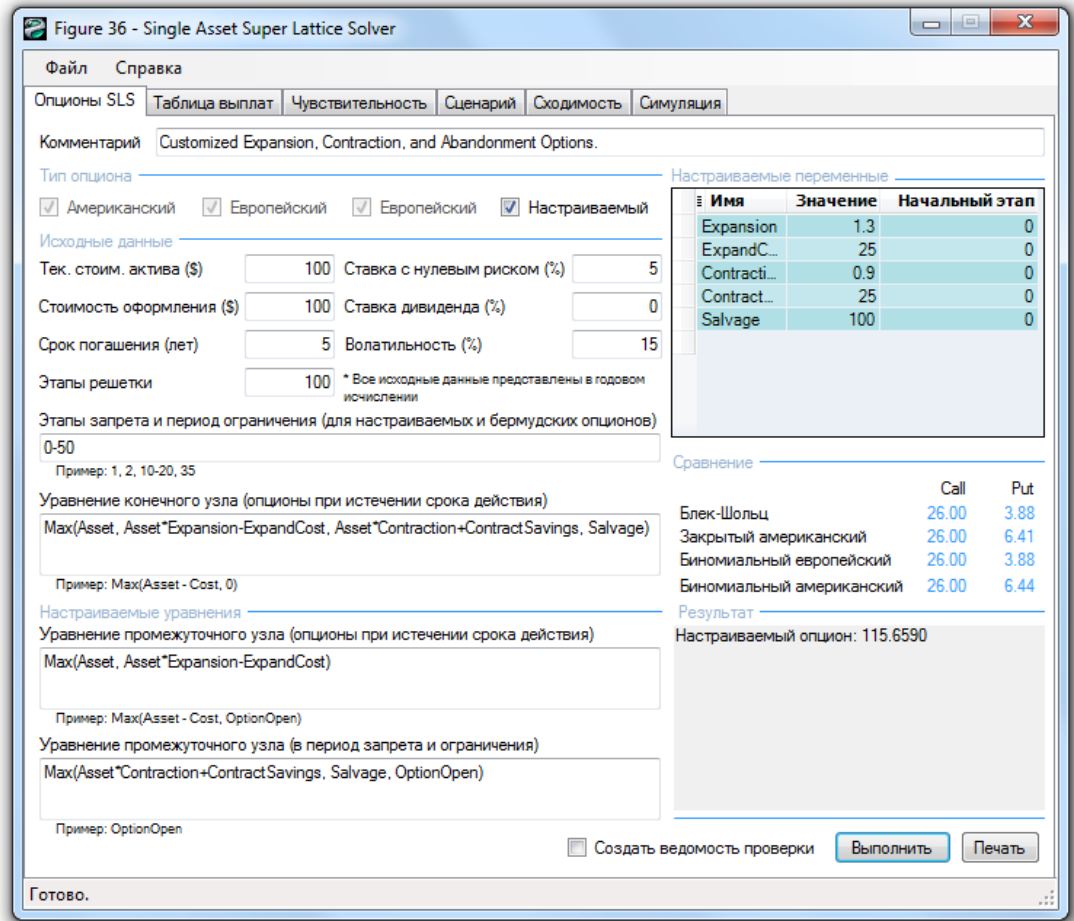 Figure 36 - Single Asset Super Lattice Solver
Файл Справка
Опционы SLS Таблица выплат Чувствительность Сценарий Сходимость Симуляция
Комментарий Customized Expansion, Contraction, and Abandonment Options.
Тип опциона
Американский Европейский Европейский Настраиваемый
Исходные данные
Тек. стоим. актива ($) 100 Ставка с нулевым риском (%) 5
Стоимость оформления ($) 100 Ставка дивиденда (%) 0
Срок погашения (лет) 5 Волатильность (%) 15
Этапы решетки 100 * Все исходные данные представлены в годовом
исчислении
Этапы запрета и период ограничения (для настраиваемых и бермудских опционов)
0-50
Пример: 1, 2, 10-20, 35
Уравнение конечного узла (опционы при истечении срока действия)
Max(Asset, Asset*Expansion-ExpandCost, Asset*Contraction+ContractSavings, Salvage)
Пример: Max(Asset - Cost, 0)
Настраиваемые уравнения
Уравнение промежуточного узла (опционы при истечении срока действия)
Max(Asset, Asset*Expansion-ExpandCost)
Пример: Max(Asset - Cost, OptionOpen)
Уравнение промежуточного узла (в период запрета и ограничения)
Max(Asset*Contraction+ContractSavings, Salvage, OptionOpen)
Пример: OptionOpen
Настраиваемые переменные
Имя Значение Начальный этап
Expansion 1.3 0
ExpandC... 25 0
Contracti... 0.9 0
Contract... 25 0
Salvage 100 0
Сравнение
Call Put
Блек-Шольц 26.00 3.88
Закрытый американский 26.00 6.41
Биномиальный европейский 26.00 3.88
Биномиальный американский 26.00 6.44
Результат
Настраиваемый опцион: 115.6590
Создать ведомость проверки Выполнить Печать
Готово.